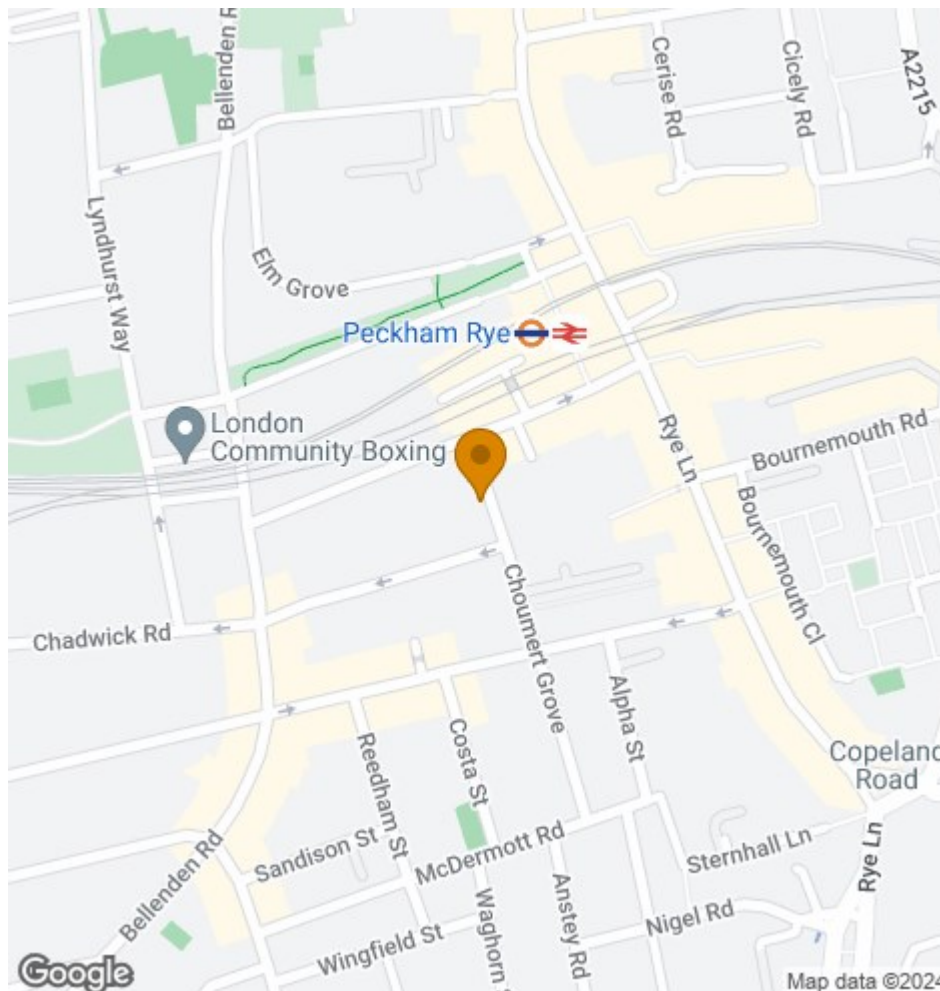 Bellenden R
Cerise Rd
Cicely Rd
A2215
Lyndhurst Way
Elm Grove
Peckham Rye
London
Community Boxing
Rye Ln
Bournemouth Rd
Bournemouth Cl
Choumert Grove
Chadwick Rd
Alpha St
Costa St
Reedham St
Copeland
Road
Sandison St
McDermott Rd
Sternhall Ln
Rye Ln
Bellenden Rd
Waghorn S
Anstey Rd
Nigel Rd
Wingfield St
Google
Map data ©2024